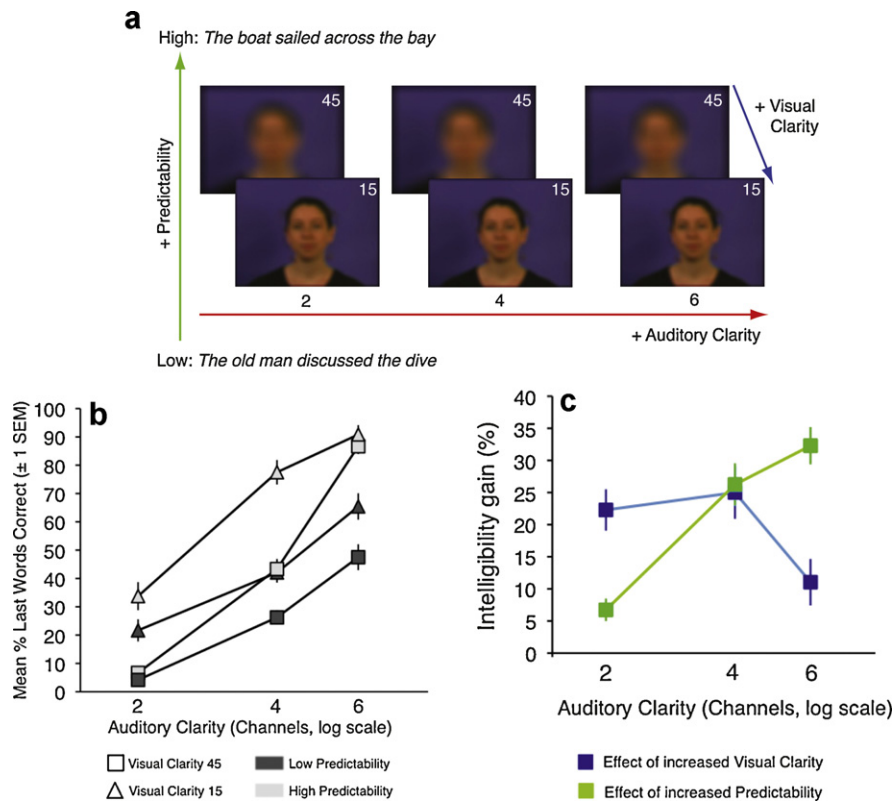 a
High: The boat sailed across the bay
45
45
45
+ Visual
Clarity
15
15
15
+ Predictability
2
4
6
+ Auditory Clarity
Low: The old man discussed the dive
b
Mean % Last Words Correct (± 1 SEM)
100
90
80
70
60
50
40
30
20
10
0
2
4
6
Auditory Clarity (Channels, log scale)
Visual Clarity 45
Low Predictability
Visual Clarity 15
High Predictability
c
Intelligibility gain (%)
40
35
30
25
20
15
10
5
0
2
4
6
Auditory Clarity (Channels, log scale)
Effect of increased Visual Clarity
Effect of increased Predictability